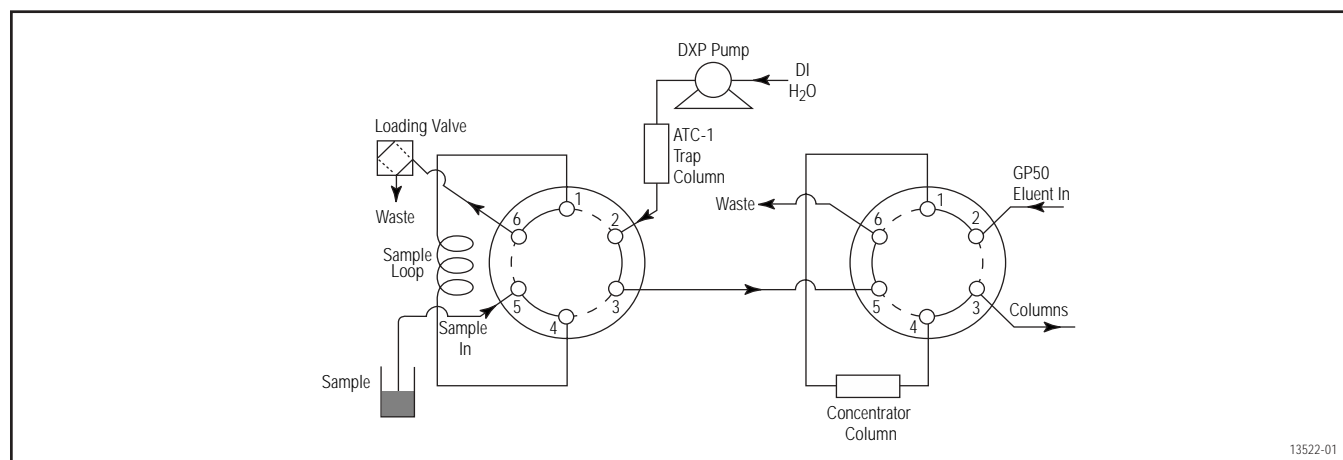 DXP Pump
DI
H₂O
Loading Valve
ATC-1
Trap
Column
GP50
Eluent In
Waste
Waste
1
2
3
4
5
6
1
2
3
4
5
6
Sample
Loop
Sample
In
Columns
Sample
Concentrator
Column
13522-01